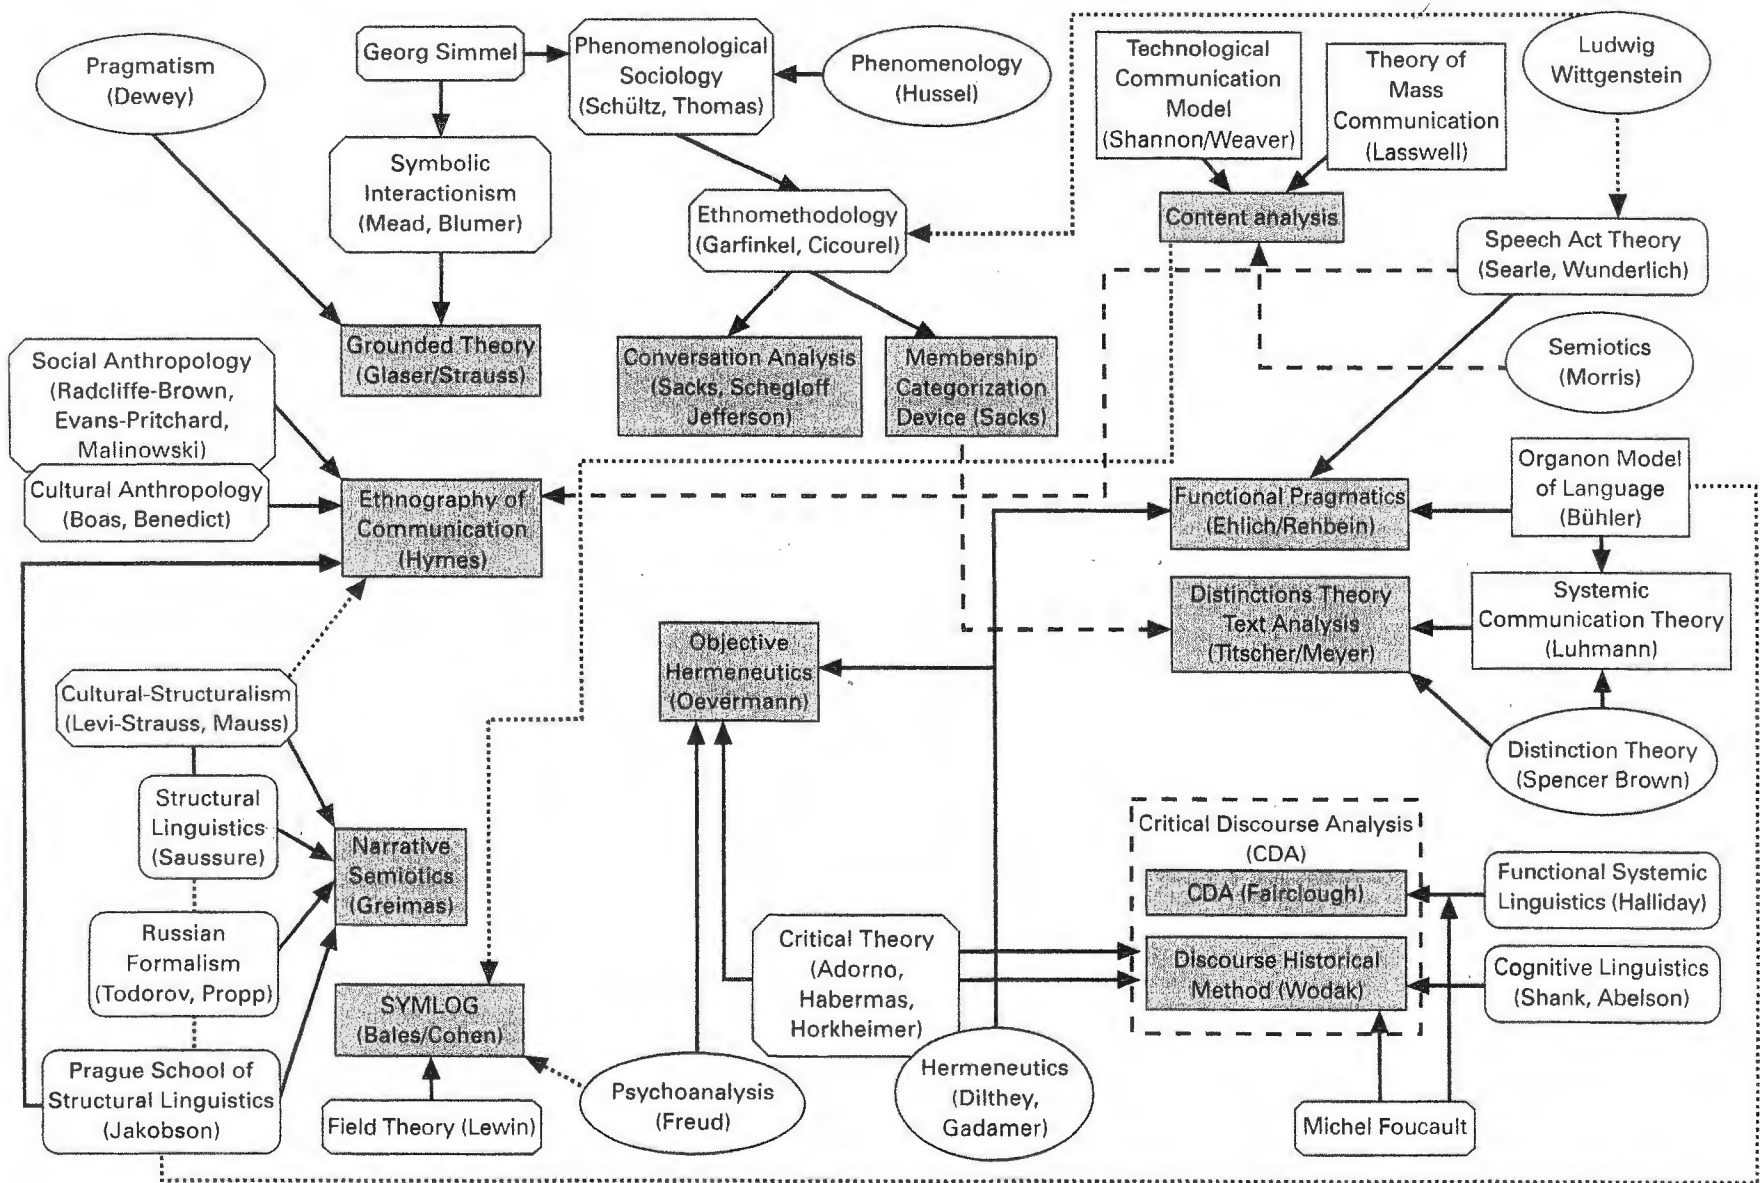 Pragmatism
(Dewey)
Georg Simmel
Phenomenological
Sociology
(Schültz, Thomas)
Phenomenology
(Hussel)
Technological
Communication
Model
(Shannon/Weaver)
Theory of
Mass
Communication
(Lasswell)
Ludwig
Wittgenstein
Symbolic
Interactionism
(Mead, Blumer)
Ethnomethodology
(Garfinkel, Cicourel)
Content analysis
Speech Act Theory
(Searle, Wunderlich)
Grounded Theory
(Glaser/Strauss)
Conversation Analysis
(Sacks, Schegloff
Jefferson)
Membership
Categorization
Device (Sacks)
Semiotics
(Morris)
Social Anthropology
(Radcliffe-Brown,
Evans-Pritchard,
Malinowski)
Cultural Anthropology
(Boas, Benedict)
Ethnography of
Communication
(Hymes)
Functional Pragmatics
(Ehlich/Rehbein)
Organon Model
of Language
(Bühler)
Distinctions Theory
Text Analysis
(Titscher/Meyer)
Systemic
Communication Theory
(Luhmann)
Objective
Hermeneutics
(Oevermann)
Cultural-Structuralism
(Levi-Strauss, Mauss)
Distinction Theory
(Spencer Brown)
Structural
Linguistics
(Saussure)
Narrative
Semiotics
(Greimas)
Critical Discourse Analysis
(CDA)
CDA (Fairclough)
Functional Systemic
Linguistics (Halliday)
Russian
Formalism
(Todorov, Propp)
Critical Theory
(Adorno,
Habermas,
Horkheimer)
Discourse Historical
Method (Wodak)
Cognitive Linguistics
(Shank, Abelson)
SYMLOG
(Bales/Cohen)
Prague School of
Structural Linguistics
(Jakobson)
Field Theory (Lewin)
Psychoanalysis
(Freud)
Hermeneutics
(Dilthey,
Gadamer)
Michel Foucault